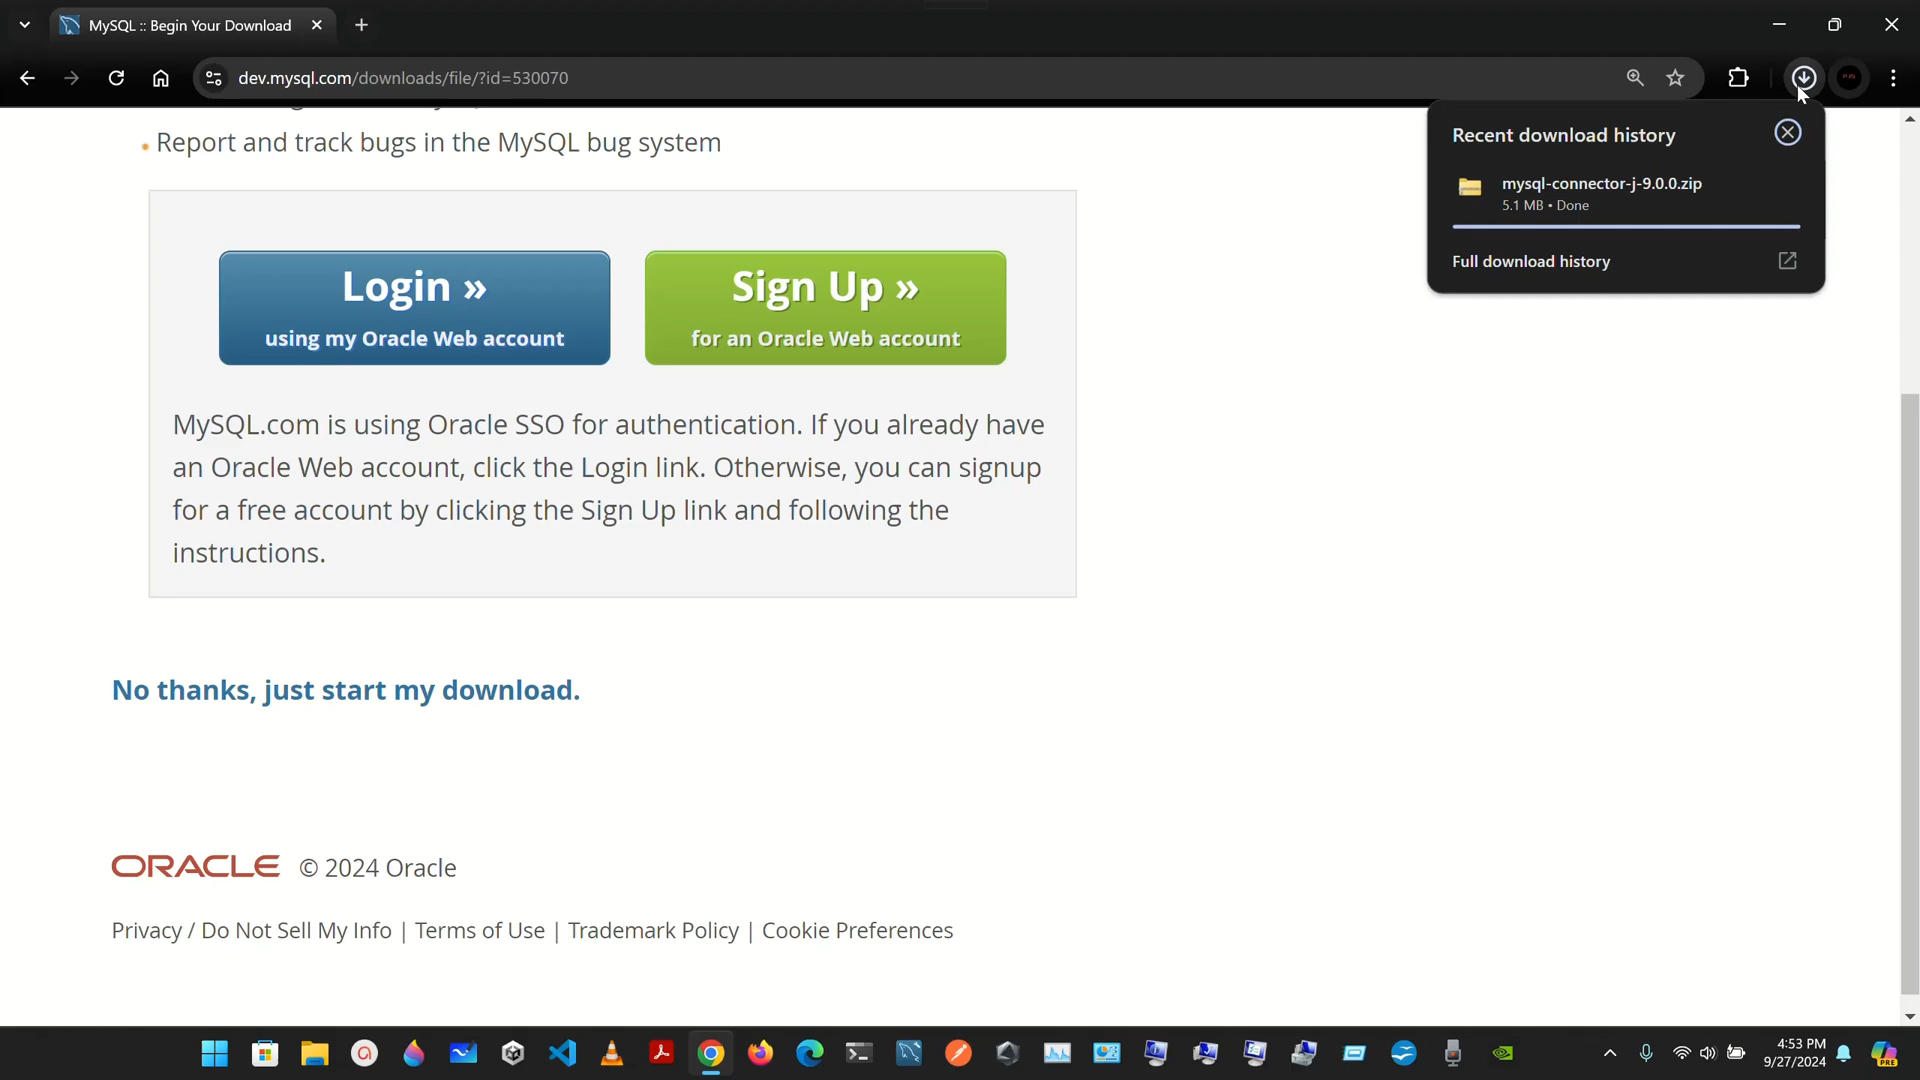 MySQL :: Begin Your Download
dev.mysql.com/downloads/file/?id=530070
Report and track bugs in the MySQL bug system
Recent download history
mysql-connector-j-9.0.0.zip
5.1 MB • Done
Full download history
Login »
using my Oracle Web account
Sign Up »
for an Oracle Web account
MySQL.com is using Oracle SSO for authentication. If you already have
an Oracle Web account, click the Login link. Otherwise, you can signup
for a free account by clicking the Sign Up link and following the
instructions.
No thanks, just start my download.
ORACLE © 2024 Oracle
Privacy / Do Not Sell My Info | Terms of Use | Trademark Policy | Cookie Preferences
4:53 PM
9/27/2024
PRE